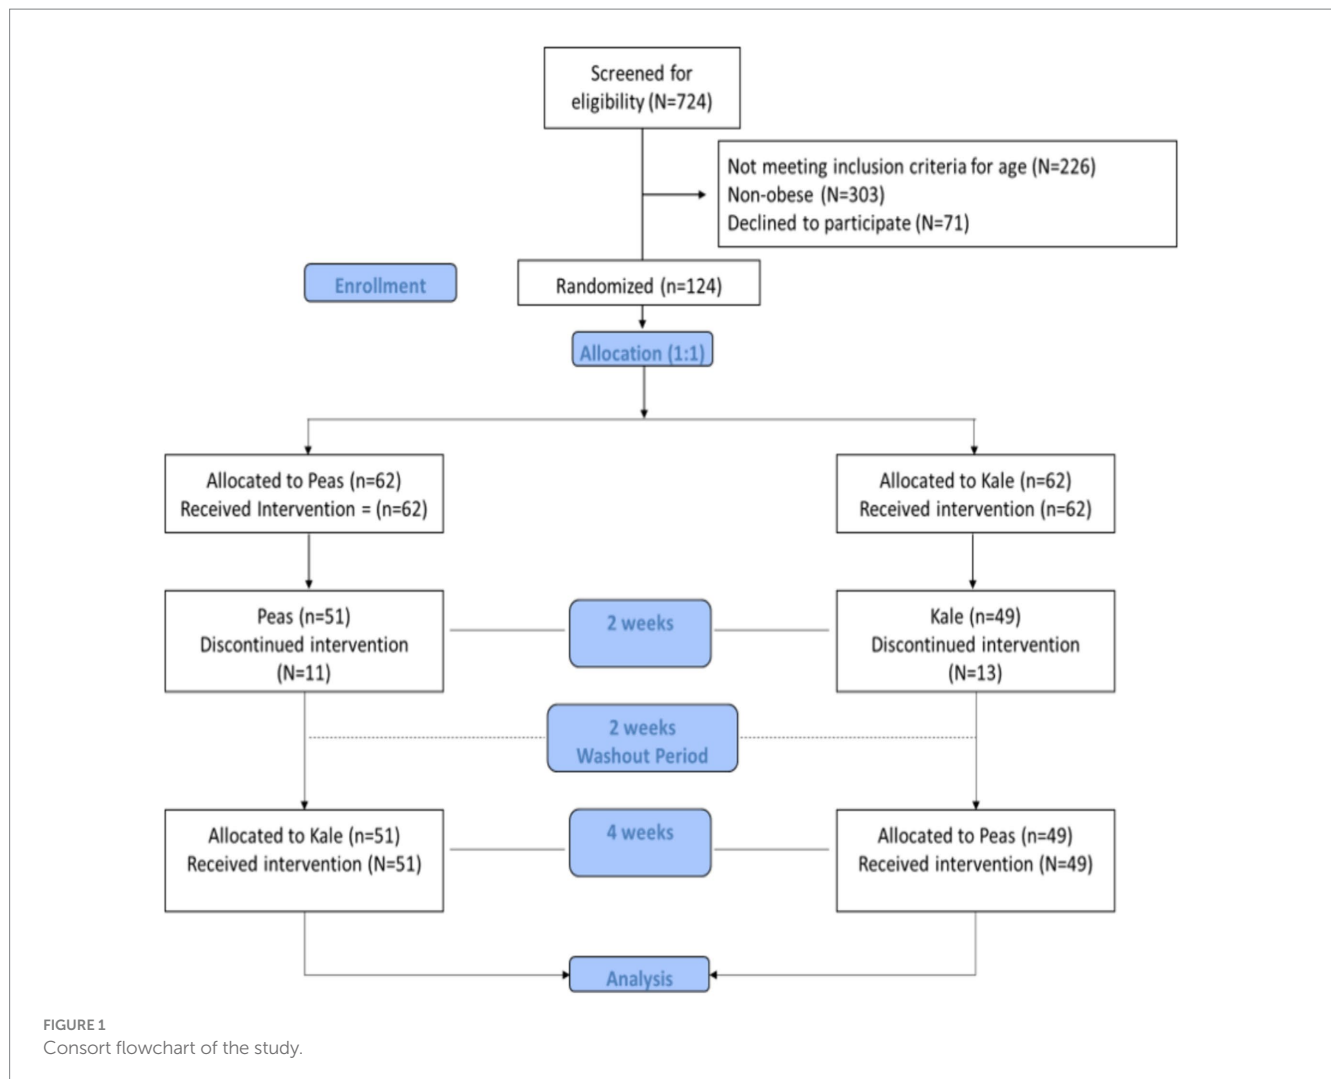 Screened for
eligibility (N=724)
Not meeting inclusion criteria for age (N=226)
Non-obese (N=303)
Declined to participate (N=71)
Enrollment
Randomized (n=124)
Allocation (1:1)
Allocated to Peas (n=62)
Received Intervention = (n=62)
Allocated to Kale (n=62)
Received intervention (n=62)
Peas (n=51)
Discontinued intervention
(N=11)
2 weeks
Kale (n=49)
Discontinued intervention
(N=13)
2 weeks
Washout Period
Allocated to Kale (n=51)
Received intervention (N=51)
4 weeks
Allocated to Peas (n=49)
Received intervention (N=49)
Analysis
FIGURE 1
Consort flowchart of the study.